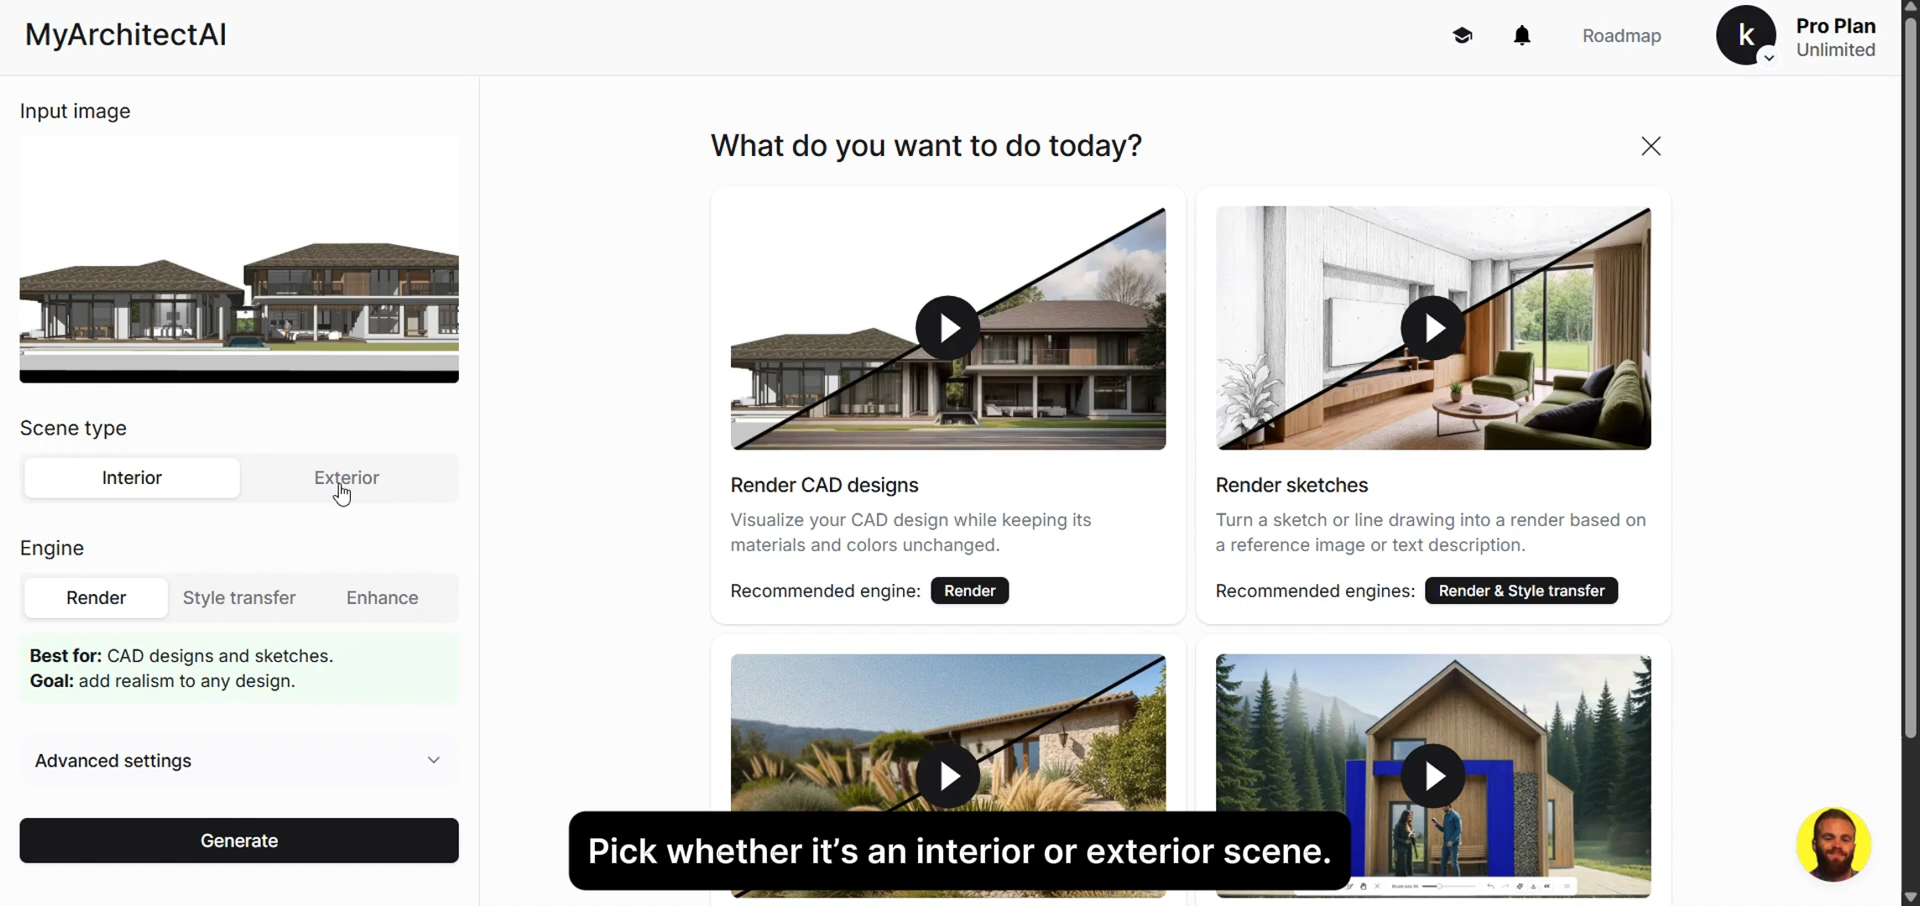 MyArchitectAI
Roadmap
k
Pro Plan
Unlimited
Input image
Scene type
Interior
Exterior
Engine
Render
Style transfer
Enhance
Best for: CAD designs and sketches.
Goal: add realism to any design.
Advanced settings
Generate
What do you want to do today?
Render CAD designs
Visualize your CAD design while keeping its
materials and colors unchanged.
Recommended engine: Render
Render sketches
Turn a sketch or line drawing into a render based on
a reference image or text description.
Recommended engines: Render & Style transfer
Pick whether it’s an interior or exterior scene.